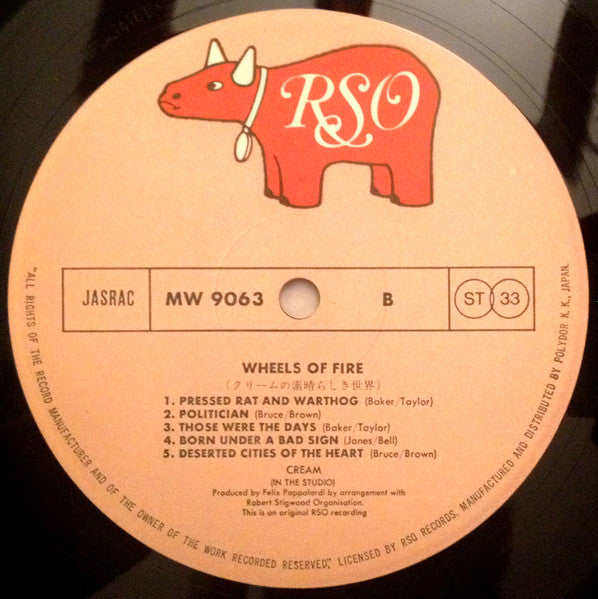 RSO
JASRAC
MW 9063
B
ST 33
WHEELS OF FIRE
(クリームの素晴らしき世界)
1. PRESSED RAT AND WARTHOG (Baker/Taylor)
2. POLITICIAN (Bruce/Brown)
3. THOSE WERE THE DAYS (Baker/Taylor)
4. BORN UNDER A BAD SIGN (Jones/Bell)
5. DESERTED CITIES OF THE HEART (Bruce/Brown)
CREAM
(IN THE STUDIO)
Produced by Felix Pappalardi by arrangement with
Robert Stigwood Organisation.
This is an original RSO recording
"ALL RIGHTS OF THE RECORD MANUFACTURER AND OF THE OWNER OF THE WORK RECORDED RESERVED," LICENSED BY RSO RECORDS. MANUFACTURED AND DISTRIBUTED BY POLYDOR K. K., JAPAN.